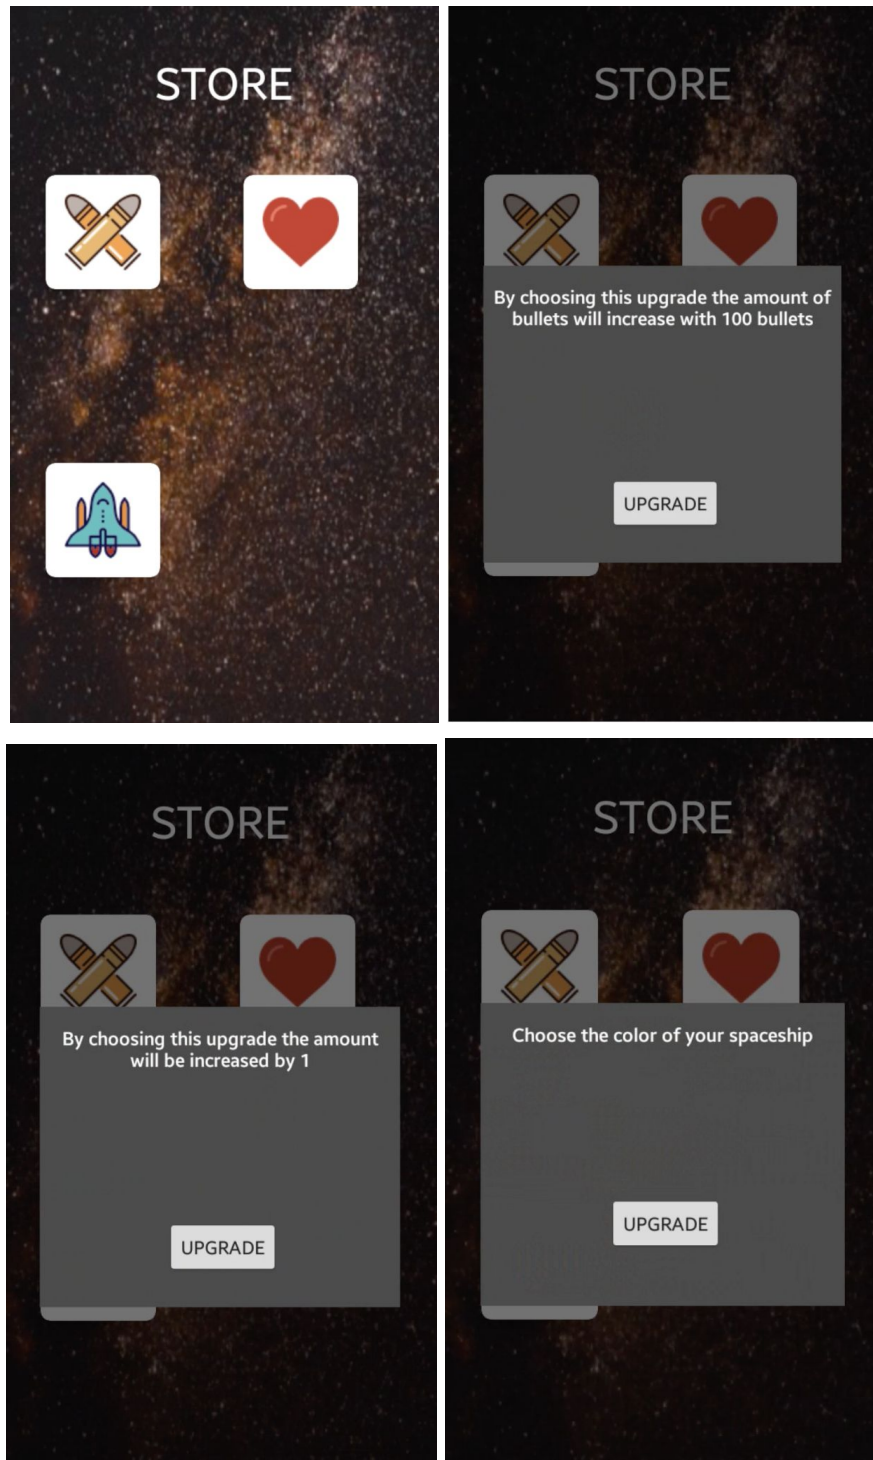 STORE
STORE
By choosing this upgrade the amount of
bullets will increase with 100 bullets
UPGRADE
STORE
By choosing this upgrade the amount
will be increased by 1
UPGRADE
STORE
Choose the color of your spaceship
UPGRADE